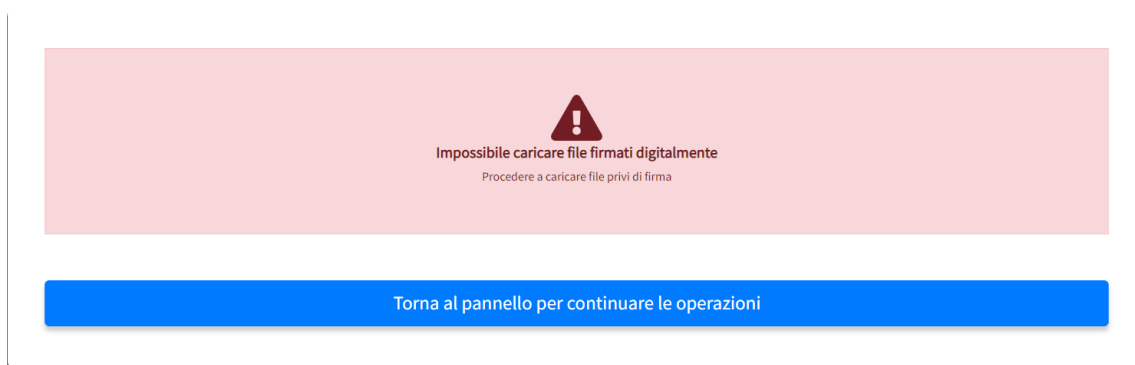 Impossibile caricare file firmati digitalmente
Procedere a caricare file privi di firma
Torna al pannello per continuare le operazioni